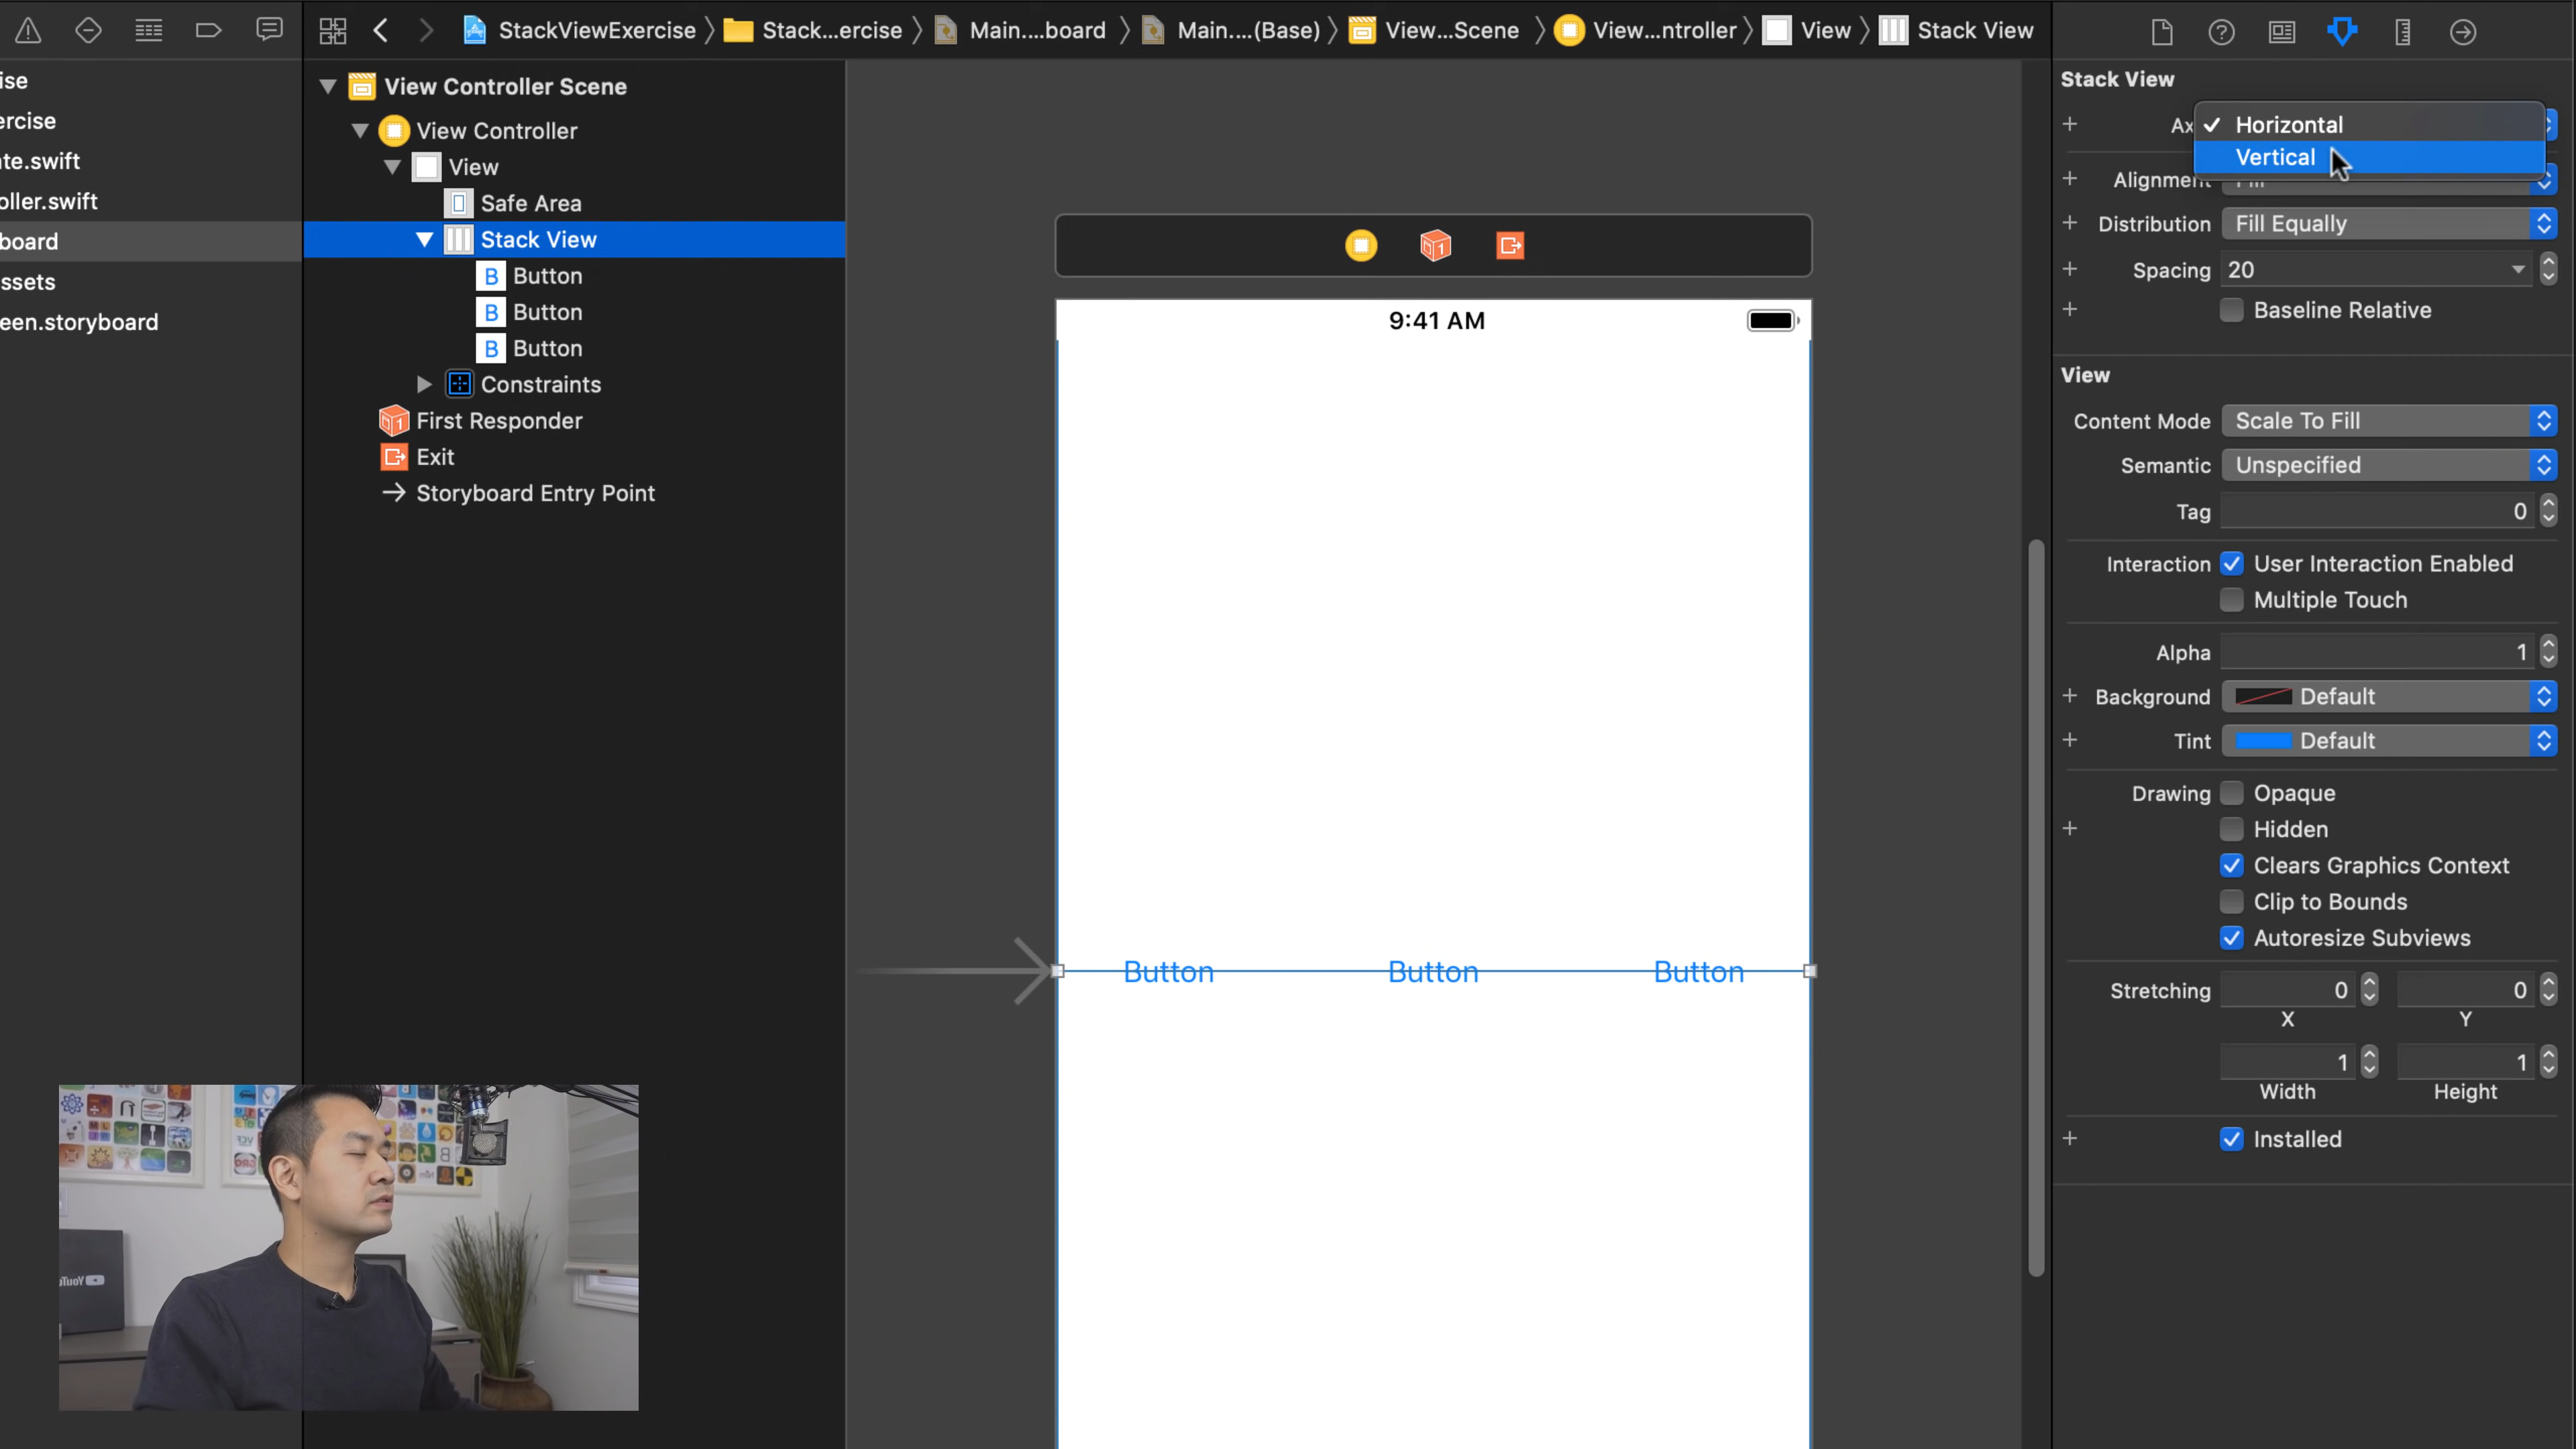 StackViewExercise
Stack...ercise
Main....board
Main....(Base)
View...Scene
View...ntroller
View
Stack View
ise
ercise
ate.swift
oller.swift
board
ssets
een.storyboard
View Controller Scene
View Controller
View
Safe Area
Stack View
B Button
B Button
B Button
Constraints
First Responder
Exit
Storyboard Entry Point
9:41 AM
Button Button Button
Stack View
Ax
Horizontal
Vertical
Alignment
Distribution Fill Equally
Spacing 20
Baseline Relative
View
Content Mode Scale To Fill
Semantic Unspecified
Tag 0
Interaction User Interaction Enabled
Multiple Touch
Alpha 1
Background Default
Tint Default
Drawing Opaque
Hidden
Clears Graphics Context
Clip to Bounds
Autoresize Subviews
Stretching 0 0
X Y
1 1
Width Height
Installed